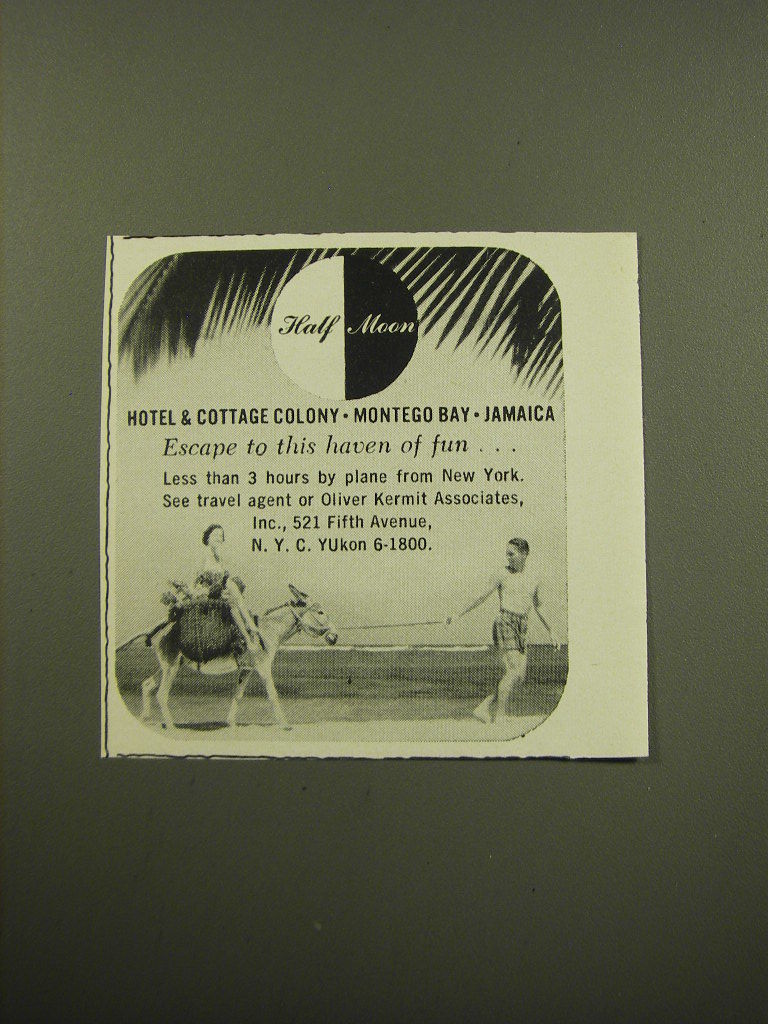 Half Moon
HOTEL & COTTAGE COLONY • MONTEGO BAY • JAMAICA
Escape to this haven of fun . . .
Less than 3 hours by plane from New York.
See travel agent or Oliver Kermit Associates,
Inc., 521 Fifth Avenue,
N. Y. C. YUkon 6-1800.